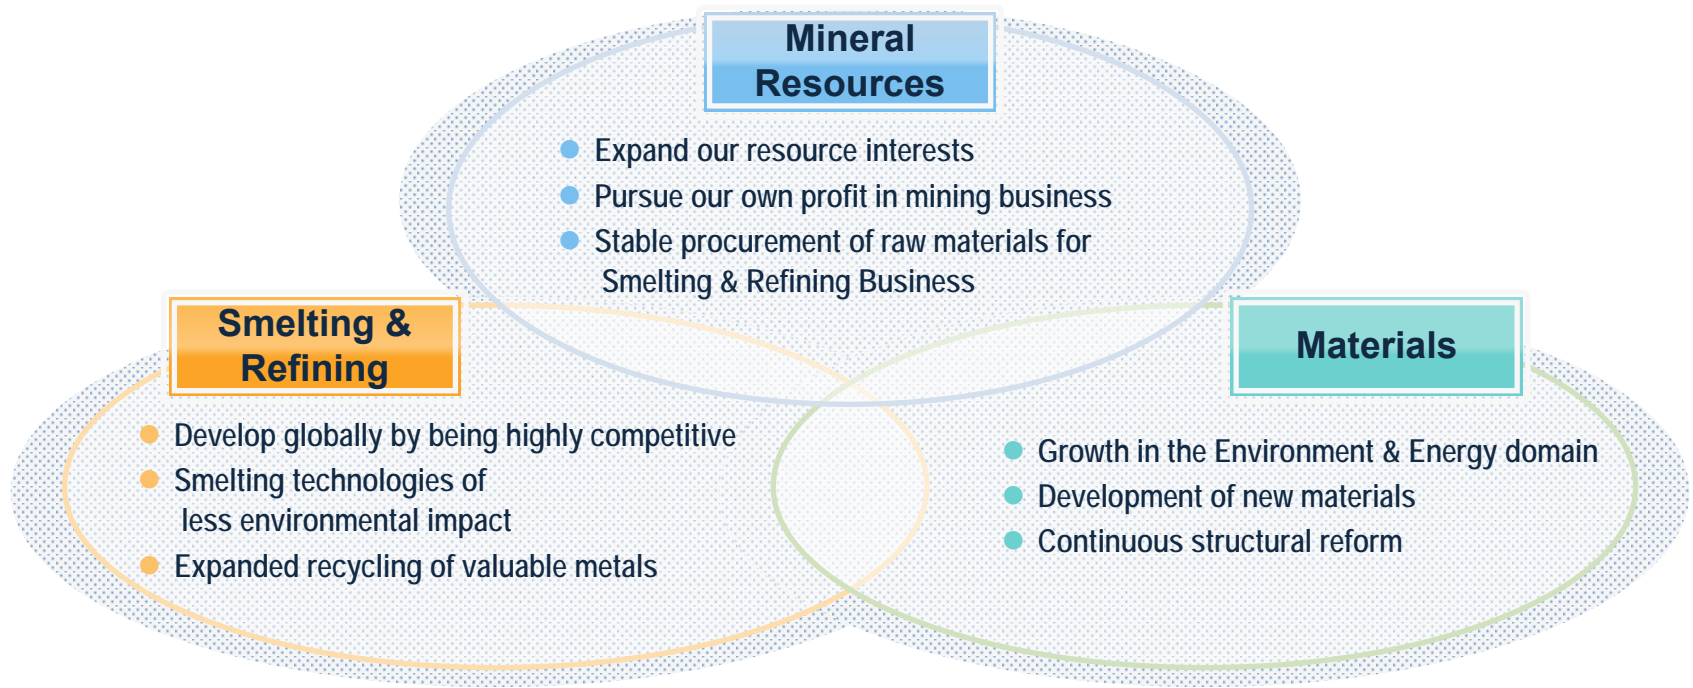 Mineral
Resources
Expand our resource interests
Pursue our own profit in mining business
Stable procurement of raw materials for
Smelting & Refining Business
Smelting &
Refining
Develop globally by being highly competitive
Smelting technologies of
less environmental impact
Expanded recycling of valuable metals
Materials
Growth in the Environment & Energy domain
Development of new materials
Continuous structural reform